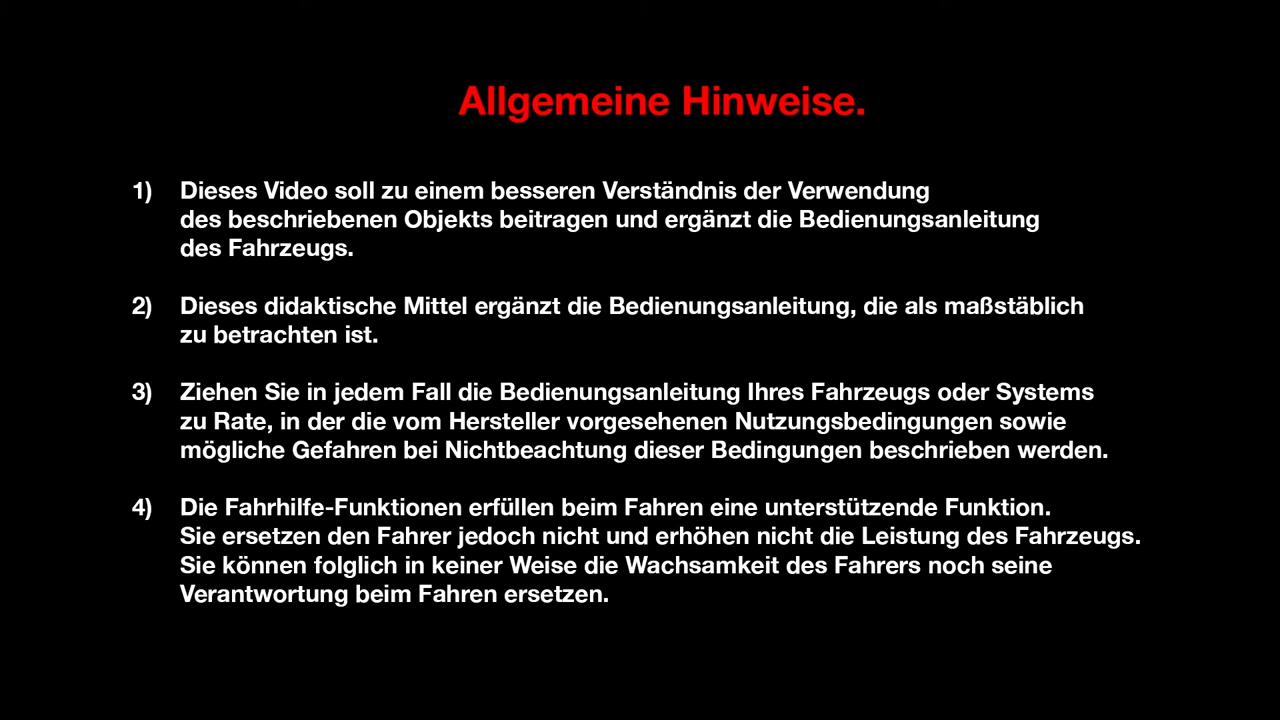 Allgemeine Hinweise.
1) Dieses Video soll zu einem besseren Verständnis der Verwendung
des beschriebenen Objekts beitragen und ergänzt die Bedienungsanleitung
des Fahrzeugs.
2) Dieses didaktische Mittel ergänzt die Bedienungsanleitung, die als maßstäblich
zu betrachten ist.
3) Ziehen Sie in jedem Fall die Bedienungsanleitung Ihres Fahrzeugs oder Systems
zu Rate, in der die vom Hersteller vorgesehenen Nutzungsbedingungen sowie
mögliche Gefahren bei Nichtbeachtung dieser Bedingungen beschrieben werden.
4) Die Fahrhilfe-Funktionen erfüllen beim Fahren eine unterstützende Funktion.
Sie ersetzen den Fahrer jedoch nicht und erhöhen nicht die Leistung des Fahrzeugs.
Sie können folglich in keiner Weise die Wachsamkeit des Fahrers noch seine
Verantwortung beim Fahren ersetzen.